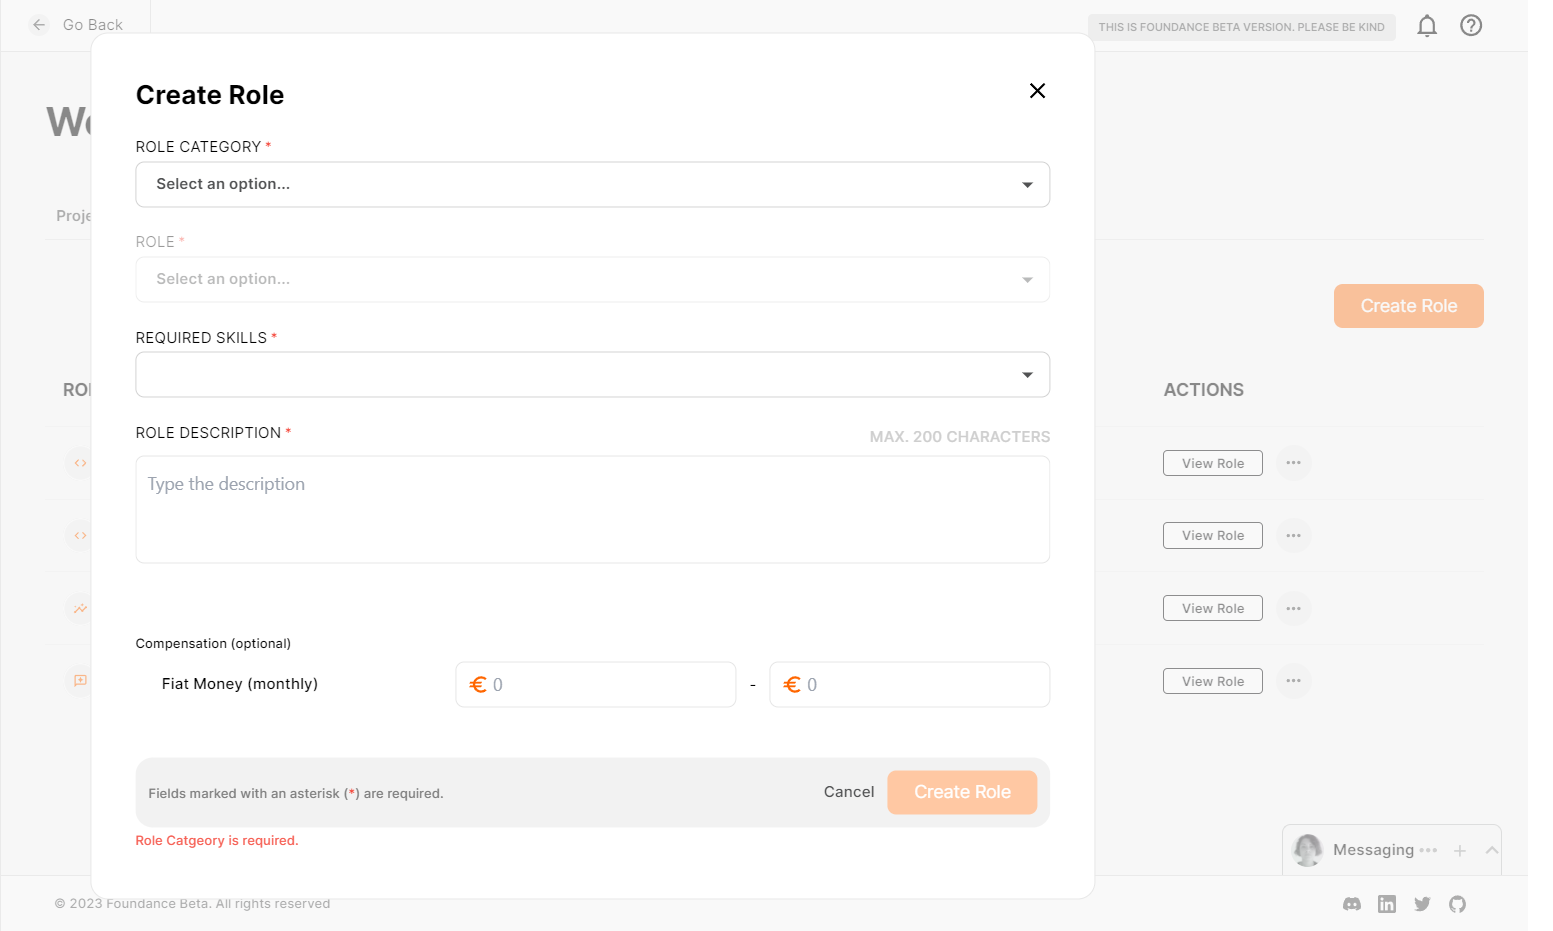 Go Back
THIS IS FOUNDANCE BETA VERSION. PLEASE BE KIND
Create Role
ROLE CATEGORY *
Select an option...
Proje
ROLE *
Select an option...
Create Role
REQUIRED SKILLS *
ACTIONS
ROLE DESCRIPTION *
MAX. 200 CHARACTERS
View Role
Type the description
View Role
View Role
Compensation (optional)
Fiat Money (monthly)
€ 0 - € 0
View Role
Fields marked with an asterisk (*) are required.
Cancel
Create Role
Role Catgeory is required.
Messaging
© 2023 Foundance Beta. All rights reserved